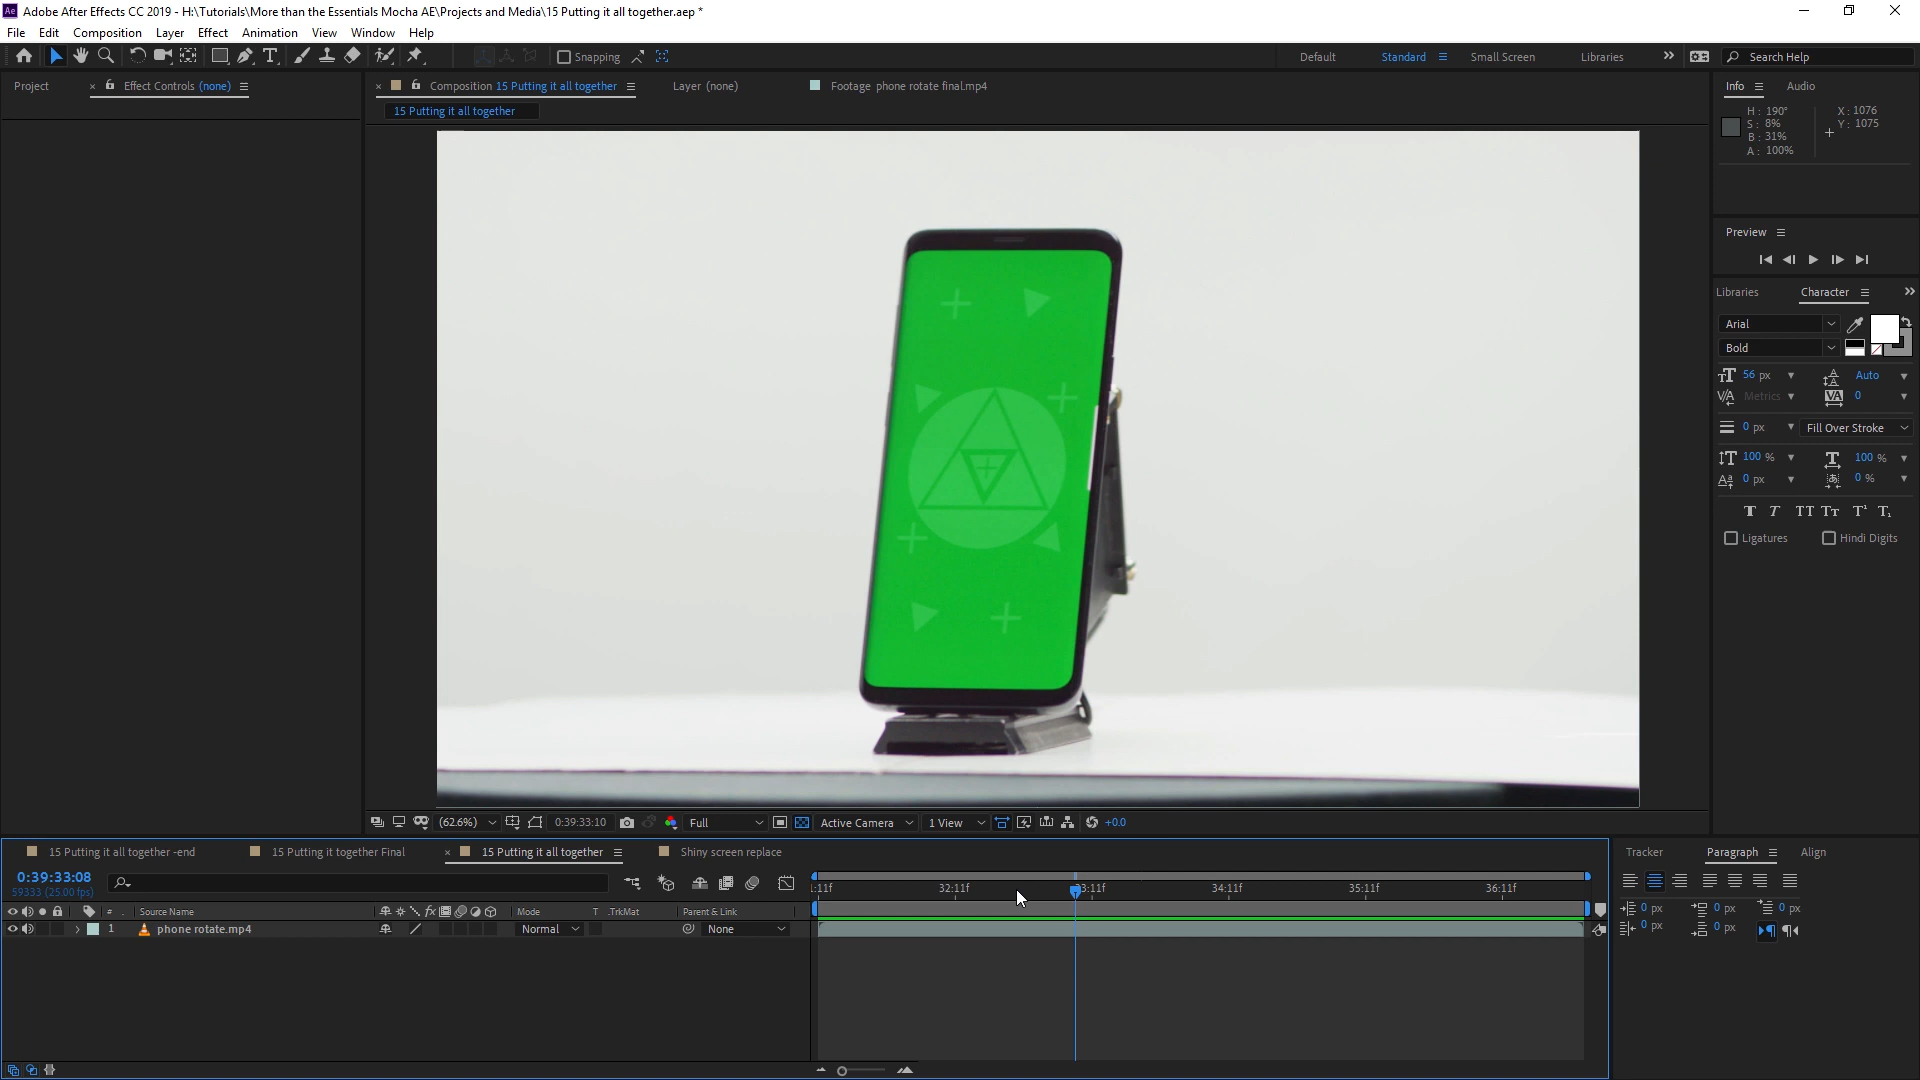 Adobe After Effects CC 2019 - H:\Tutorials\More than the Essentials Mocha AE\Projects and Media\15 Putting it all together.aep *
File Edit Composition Layer Effect Animation View Window Help
Snapping Default Standard Small Screen Libraries Search Help
Project Effect Controls (none) Composition 15 Putting it all together Layer (none) Footage phone rotate final.mp4 Info Audio
15 Putting it all together
H: 190° X: 1076
S: 8% Y: 1075
B: 31%
A: 100%
Preview
Libraries Character
Arial
Bold
56 px Auto
Metrics 0
0 px Fill Over Stroke
100 % 100 %
0 px 0 %
Ligatures Hindi Digits
(62.6%) 0:39:33:10 Full Active Camera 1 View +0.0
15 Putting it all together -end 15 Putting it together Final 15 Putting it all together Shiny screen replace Tracker Paragraph Align
0:39:33:08
59333 (25.00 fps)
:11f 32:11f 33:11f 34:11f 35:11f 36:11f
# Source Name Mode T .TrkMat Parent & Link
1 phone rotate.mp4 Normal None
0 px 0 px 0 px
0 px 0 px